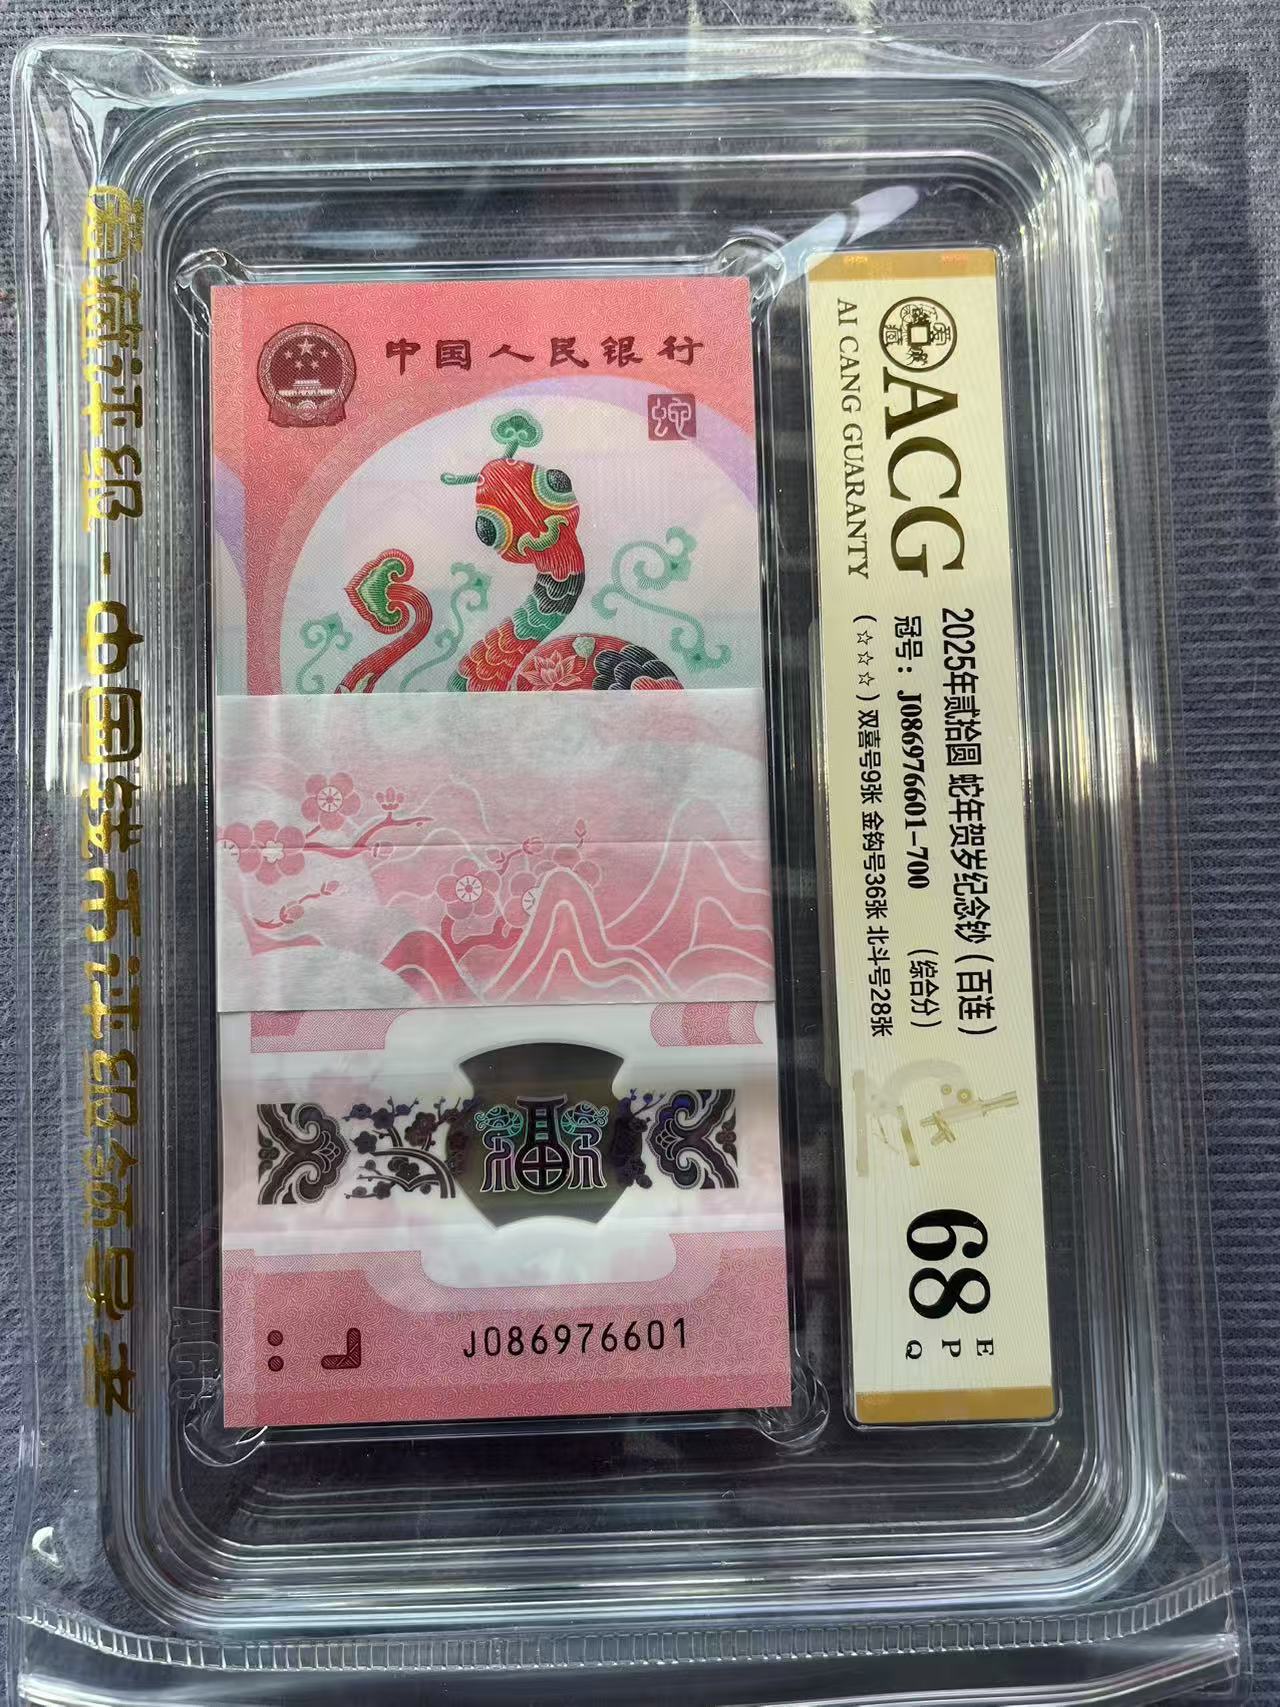 爱藏评级·中国钱币评级领导者
中国人民银行
蛇
J086976601
ACG
AI CANG GUARANTY
2025年贰拾圆 蛇年贺岁纪念钞（百连）
冠号：J086976601-700 （综合分）
（☆☆☆）双喜号9张 金钩号36张 北斗号28张
68
E
P
Q